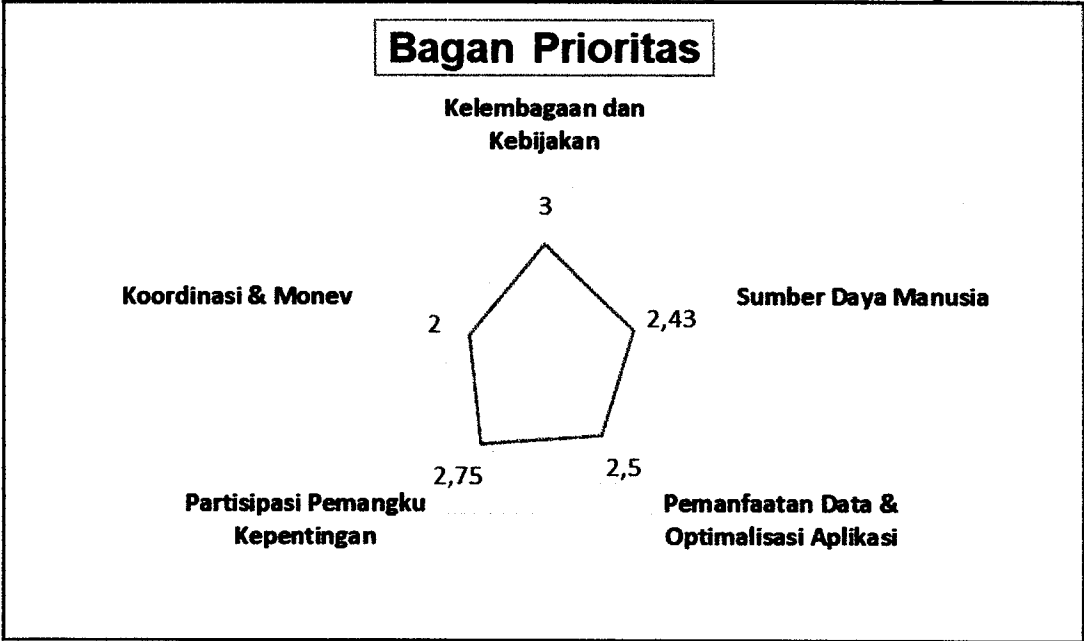 Bagan Prioritas
Kelembagaan dan
Kebijakan
3
Koordinasi & Monev
2
Sumber Daya Manusia
2,43
2,75
2,5
Partisipasi Pemangku
Kepentingan
Pemanfaatan Data &
Optimalisasi Aplikasi